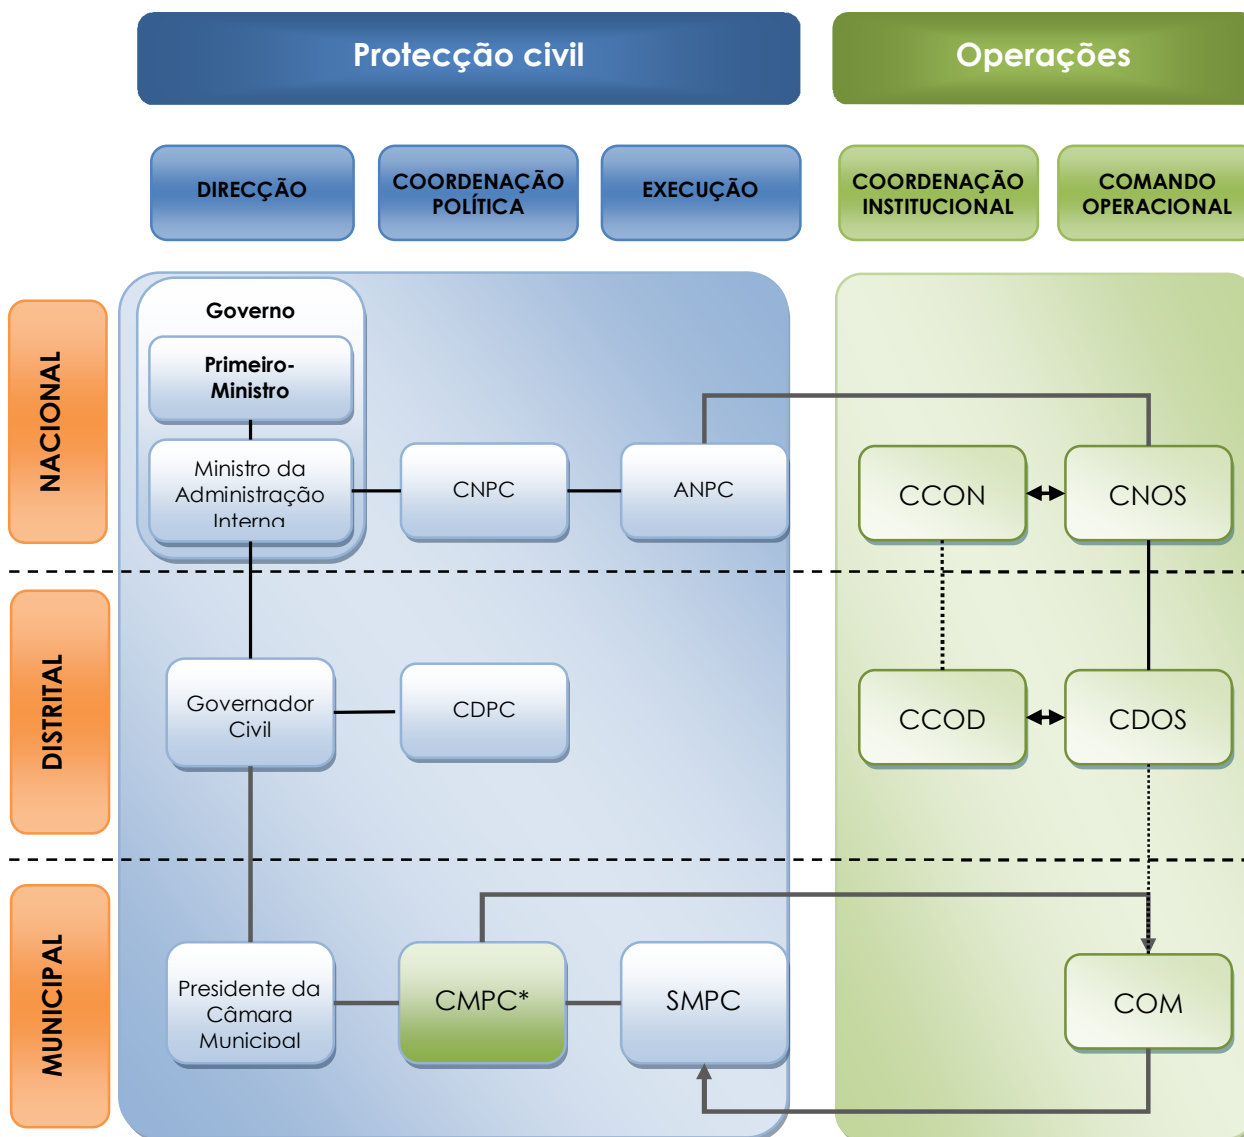 Protecção civil
Operações
DIRECÇÃO
COORDENAÇÃO
POLÍTICA
EXECUÇÃO
COORDENAÇÃO
INSTITUCIONAL
COMANDO
OPERACIONAL
NACIONAL
Governo
Primeiro-
Ministro
Ministro da
Administração
Interna
CNPC
ANPC
CCON
CNOS
DISTRITAL
Governador
Civil
CDPC
CCOD
CDOS
MUNICIPAL
Presidente da
Câmara
Municipal
CMPC*
SMPC
COM